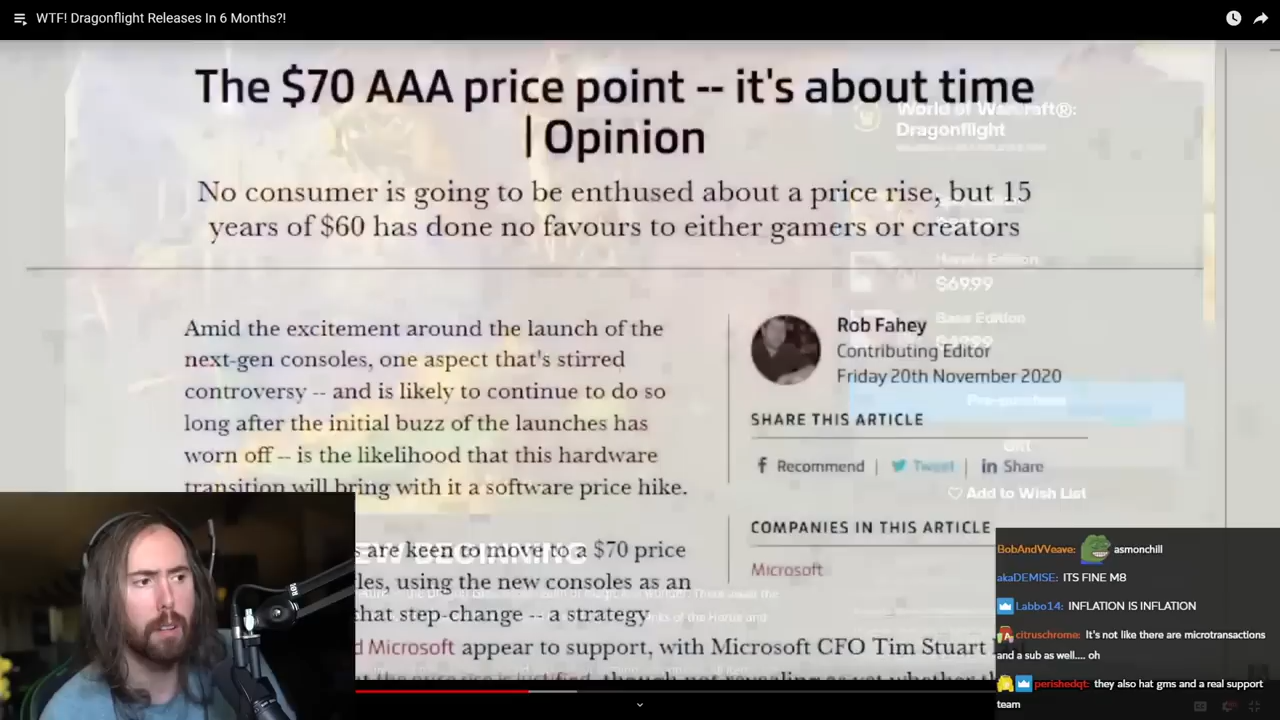 WTF! Dragonflight Releases In 6 Months?!
The $70 AAA price point -- it's about time
| Opinion
World of Warcraft®:
Dragonflight
No consumer is going to be enthused about a price rise, but 15
years of $60 has done no favours to either gamers or creators
Heroic Edition
$69.99
Base Edition
Amid the excitement around the launch of the
next-gen consoles, one aspect that's stirred
controversy -- and is likely to continue to do so
long after the initial buzz of the launches has
worn off -- is the likelihood that this hardware
transition will bring with it a software price hike.
Rob Fahey
Contributing Editor
Friday 20th November 2020
Pre-purchase
SHARE THIS ARTICLE
Gift
Recommend | Tweet | in Share
Add to Wish List
COMPANIES IN THIS ARTICLE
Microsoft
EW BEGINNING
s are keen to move to a $70 price
les, using the new consoles as an
hat step-change -- a strategy
d Microsoft appear to support, with Microsoft CFO Tim Stuart
BobAndVVeave: asmonchill
akaDEMISE: ITS FINE M8
Labbo14: INFLATION IS INFLATION
citruschrome: It's not like there are microtransactions
and a sub as well.... oh
perishedqt: they also hat gms and a real support
team